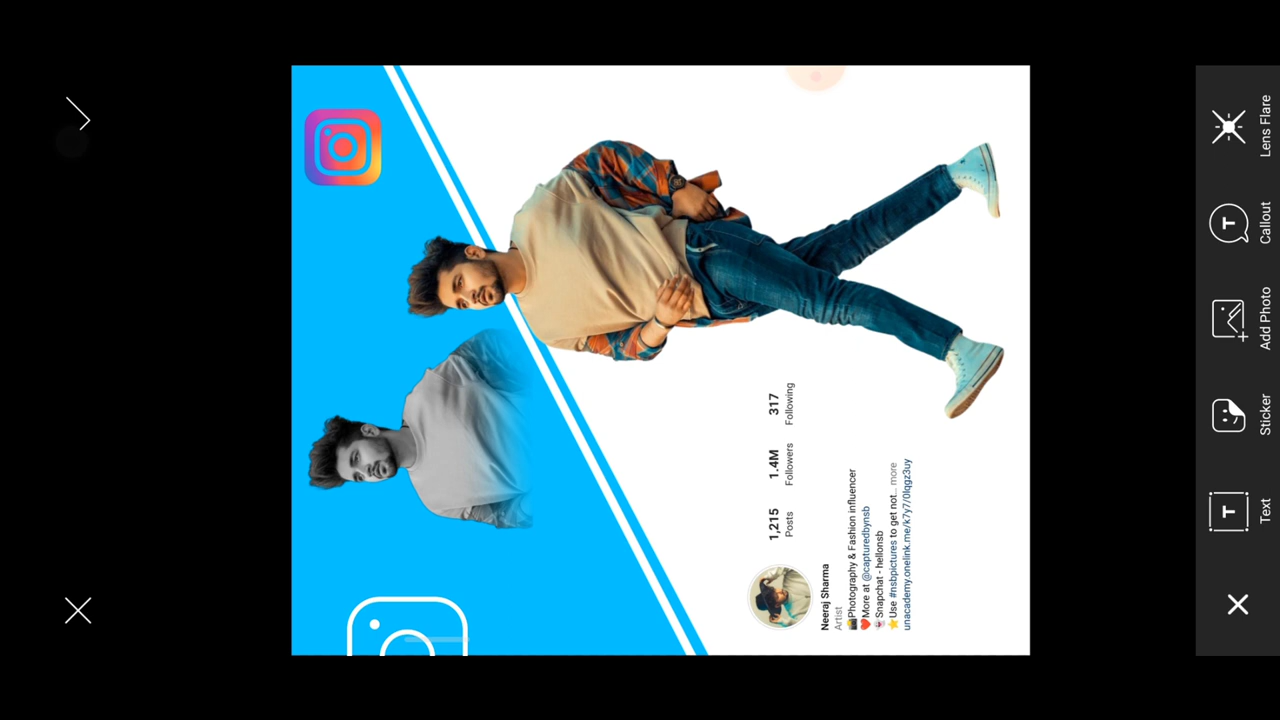 1,215
Posts
1.4M
Followers
317
Following
Neeraj Sharma
Artist
📸Photography & Fashion influencer
❤️More at @capturedbynsb
👻Snapchat - hellonsb
⭐Use #nsbpictures to get not... more
unacademy.onelink.me/k7y7/0lqgz3uy
Text
Sticker
Add Photo
Callout
Lens Flare